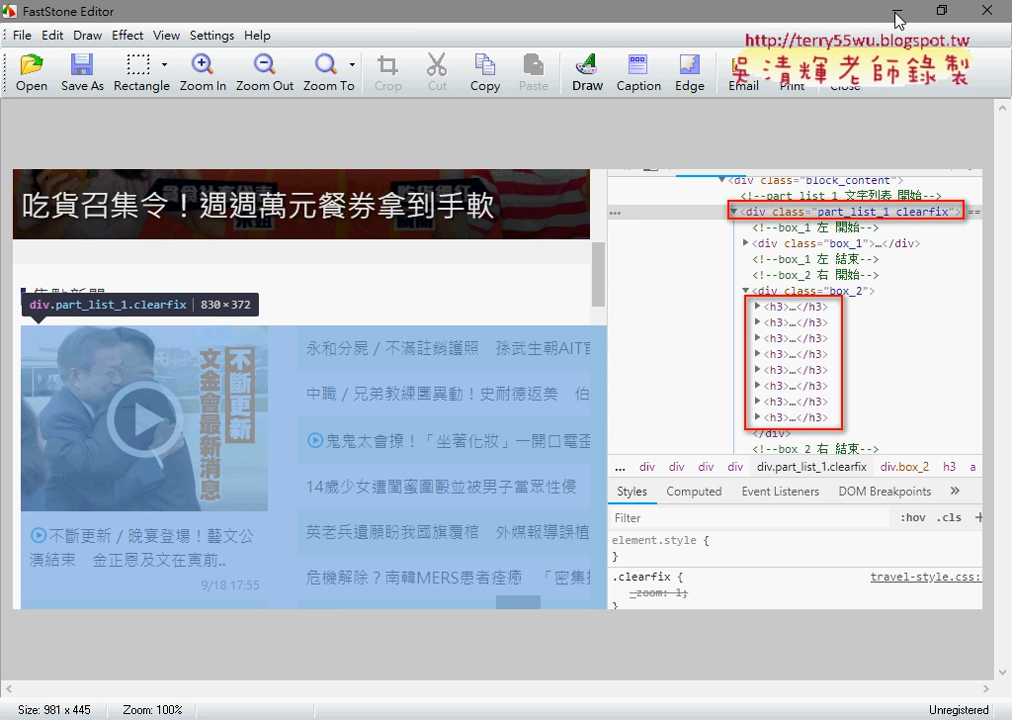 FastStone Editor
File Edit Draw Effect View Settings Help
http://terry55wu.blogspot.tw
吳清輝老師錄製
Open Save As Rectangle Zoom In Zoom Out Zoom To Crop Cut Copy Paste Draw Caption Edge Email Print Close
吃貨召集令！週週萬元餐券拿到手軟
div.part_list_1.clearfix 830×372
不斷更新
文金會最新消息
不斷更新 / 晚宴登場！藝文公
演結束 金正恩及文在寅前..
9/18 17:55
永和分屍 / 不滿註銷護照 孫武生朝AIT官
中職 / 兄弟教練團異動！史耐德返美 伯
鬼鬼太會撩！「坐著化妝」一開口電歪
14歲少女遭閨蜜圍毆並被男子當眾性侵
英老兵遺願盼我國旗覆棺 外媒報導誤植
危機解除？南韓MERS患者痊癒 「密集接
<div class="block_content">
<!--part_list_1 文字列表 開始-->
<div class="part_list_1 clearfix"> ==
<!--box_1 左 開始-->
<div class="box_1">…</div>
<!--box_1 左 結束-->
<!--box_2 右 開始-->
<div class="box_2">
<h3>…</h3>
<h3>…</h3>
<h3>…</h3>
<h3>…</h3>
<h3>…</h3>
<h3>…</h3>
<h3>…</h3>
<h3>…</h3>
</div>
<!--box_2 右 結束-->
... div div div div div.part_list_1.clearfix div.box_2 h3 a
Styles Computed Event Listeners DOM Breakpoints »
Filter :hov .cls +
element.style {
}
.clearfix { travel-style.css:
_zoom: 1;
}
Size: 981 x 445 Zoom: 100% Unregistered